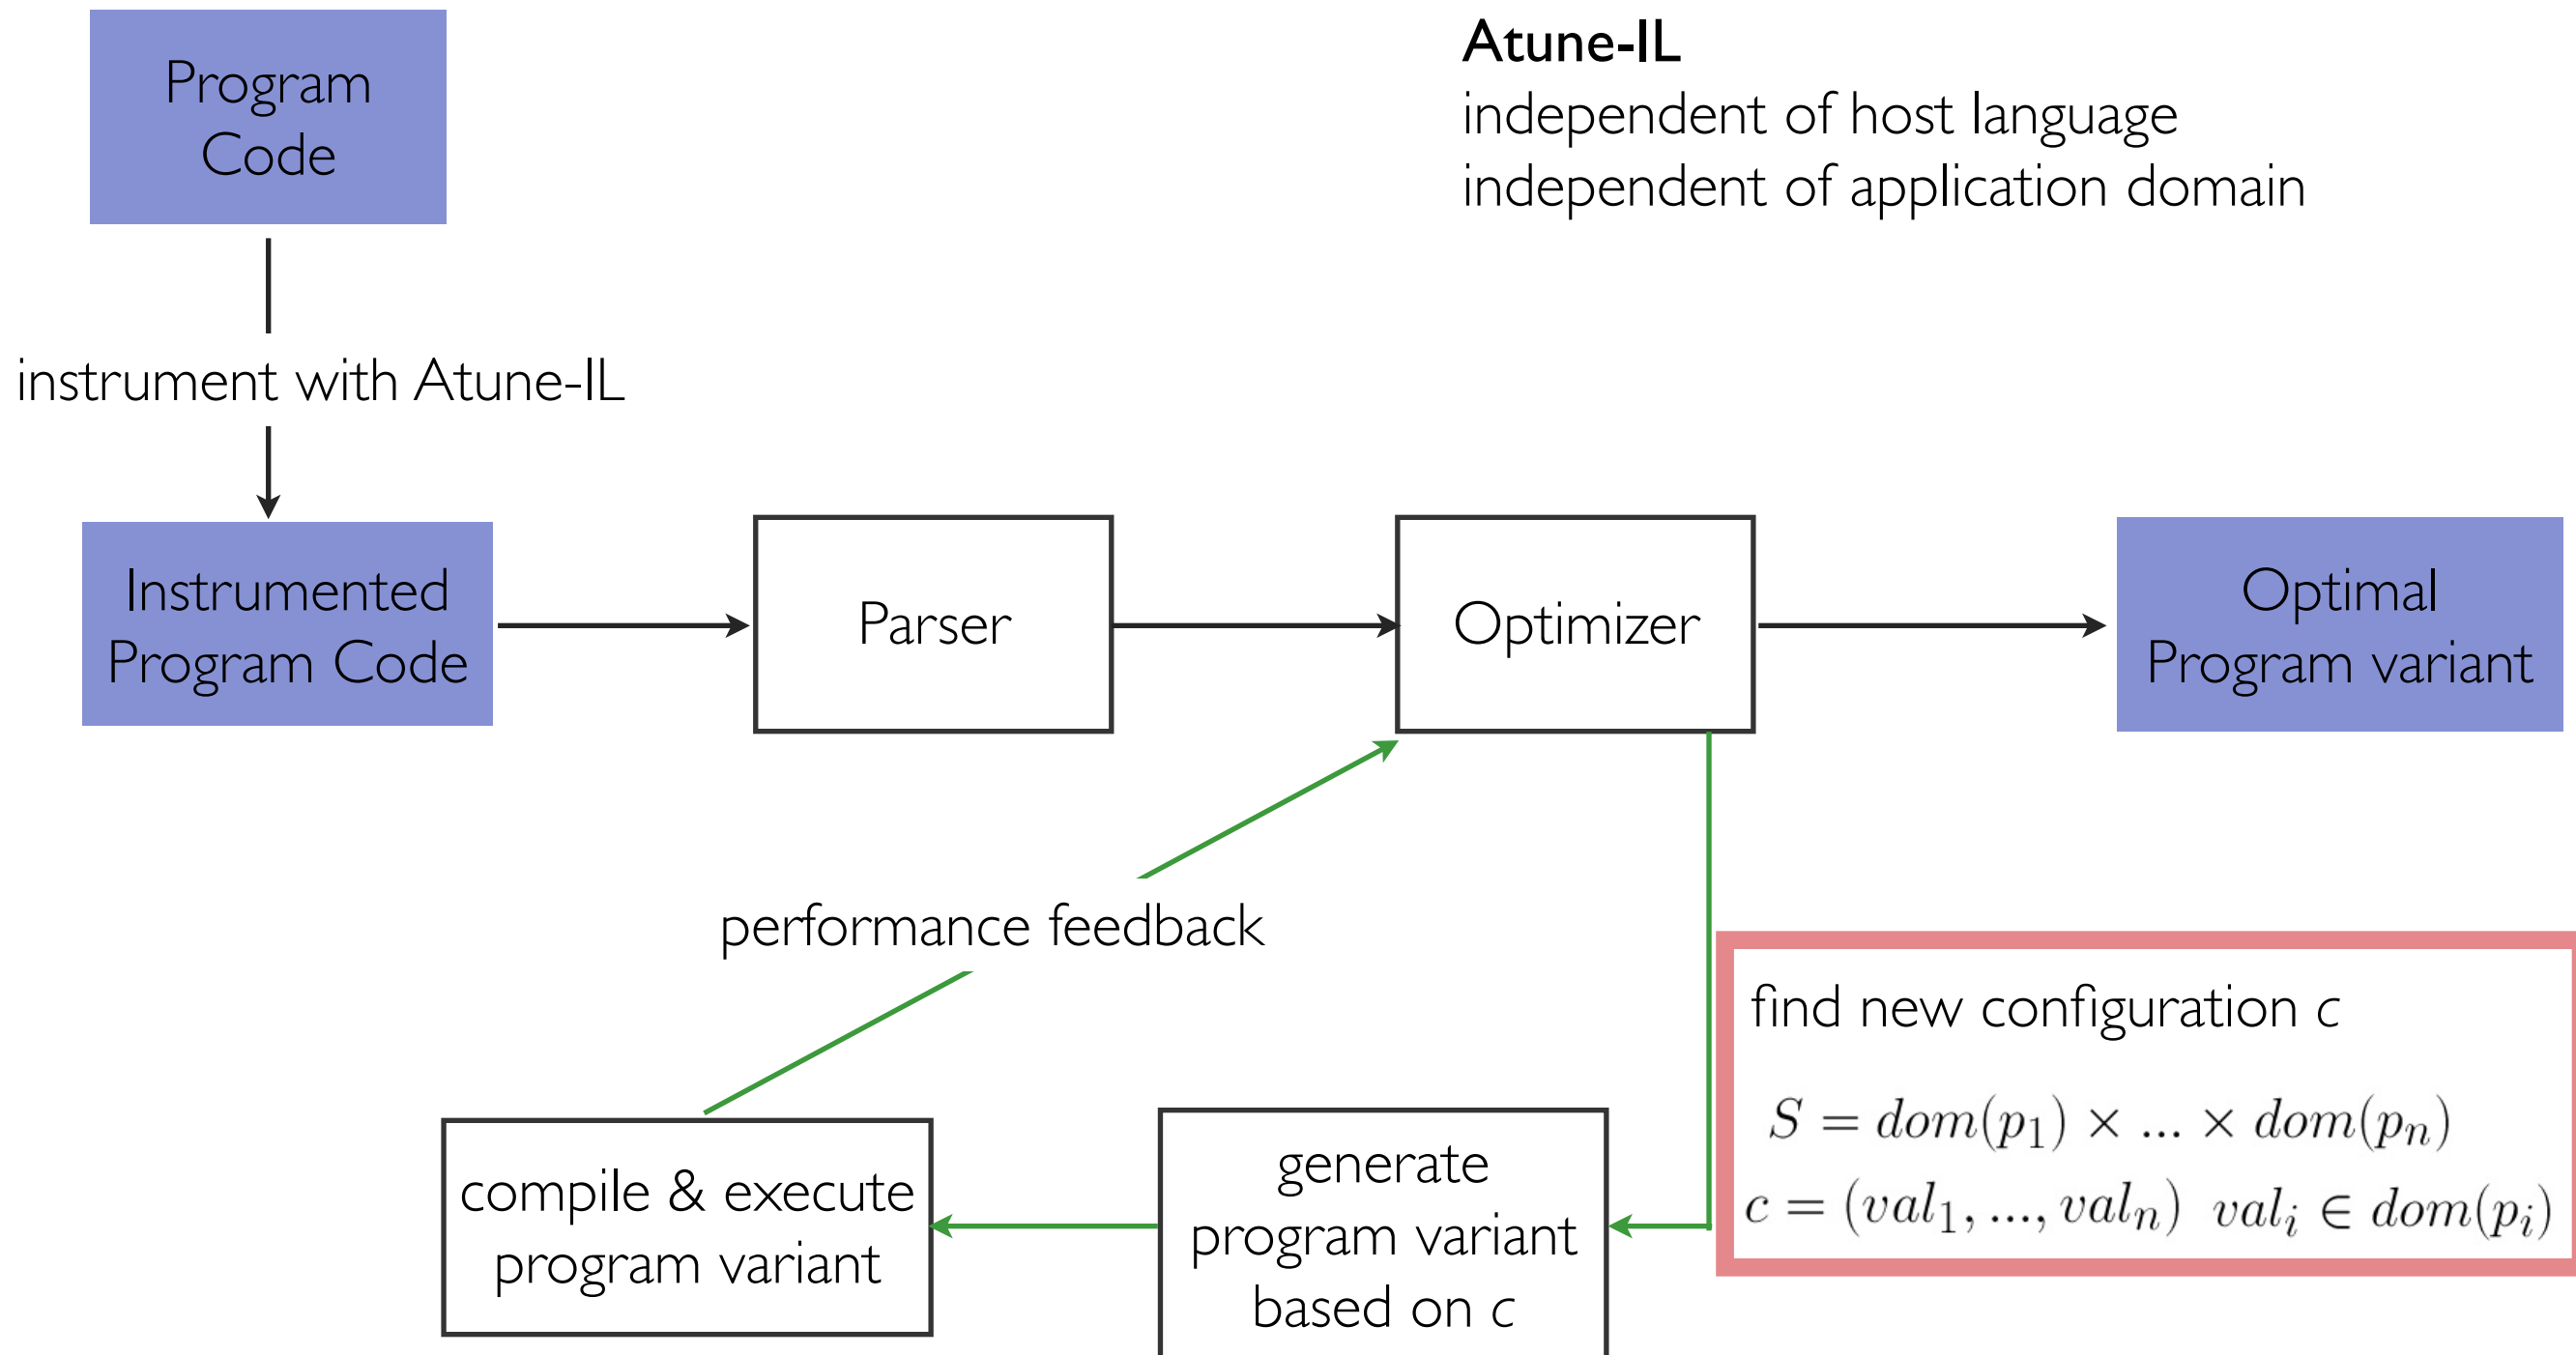 Program
Code
Atune-IL
independent of host language
independent of application domain
instrument with Atune-IL
Instrumented
Program Code
Parser
Optimizer
Optimal
Program variant
performance feedback
find new configuration c
S = dom(p₁) × ... × dom(pₙ)
c = (val₁, ..., valₙ) valᵢ ∈ dom(pᵢ)
generate
program variant
based on c
compile & execute
program variant